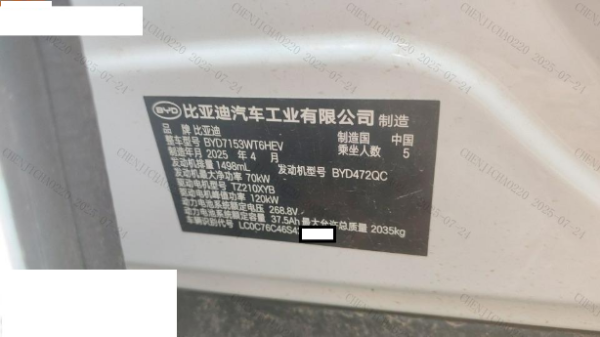 BYD 比亚迪汽车工业有限公司 制造
品牌 比亚迪 制造国 中国
整车型号 BYD7153WT6HEV 乘坐人数 5
制造年月 2025 年 4 月
发动机容量 1498mL 发动机型号 BYD472QC
发动机最大净功率 70kW
驱动电机型号 TZ210XYB
驱动电机峰值功率 120kW
动力电池系统额定电压 268.8V
动力电池系统额定容量 37.5Ah 最大允许总质量 2035kg
车辆识别代号 LC0C76C46S4